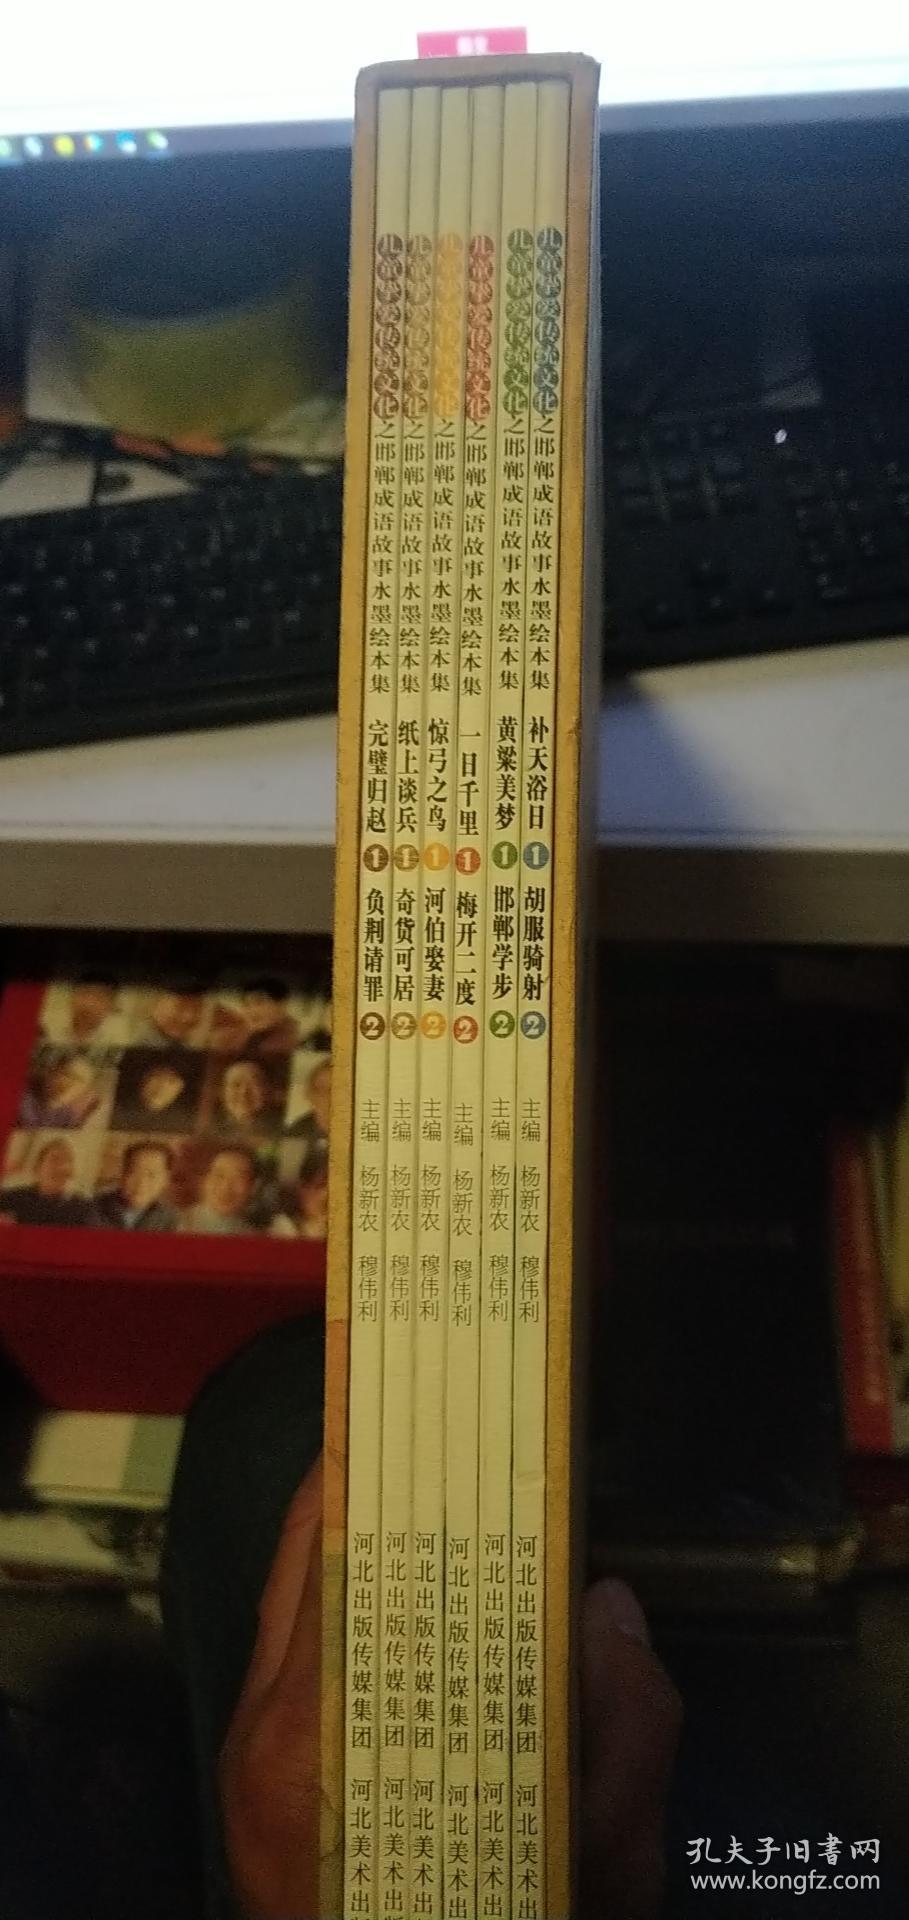 儿童学爱传统文化之邯郸成语故事水墨绘本集 完璧归赵 1 负荆请罪 2 主编 杨新农 穆伟利 河北出版传媒集团 河北美术出版
儿童学爱传统文化之邯郸成语故事水墨绘本集 纸上谈兵 1 奇货可居 2 主编 杨新农 穆伟利 河北出版传媒集团 河北美术出版
儿童学爱传统文化之邯郸成语故事水墨绘本集 惊弓之鸟 1 河伯娶妻 2 主编 杨新农 穆伟利 河北出版传媒集团 河北美术出版
儿童学爱传统文化之邯郸成语故事水墨绘本集 一日千里 1 梅开二度 2 主编 杨新农 穆伟利 河北出版传媒集团 河北美术出
儿童学爱传统文化之邯郸成语故事水墨绘本集 黄粱美梦 1 邯郸学步 2 主编 杨新农 穆伟利 河北出版传媒集团 河北美术出
儿童学爱传统文化之邯郸成语故事水墨绘本集 补天浴日 1 胡服骑射 2 主编 杨新农 穆伟利 河北出版传媒集团 河北美术出
孔夫子旧書网
www.kongfz.com